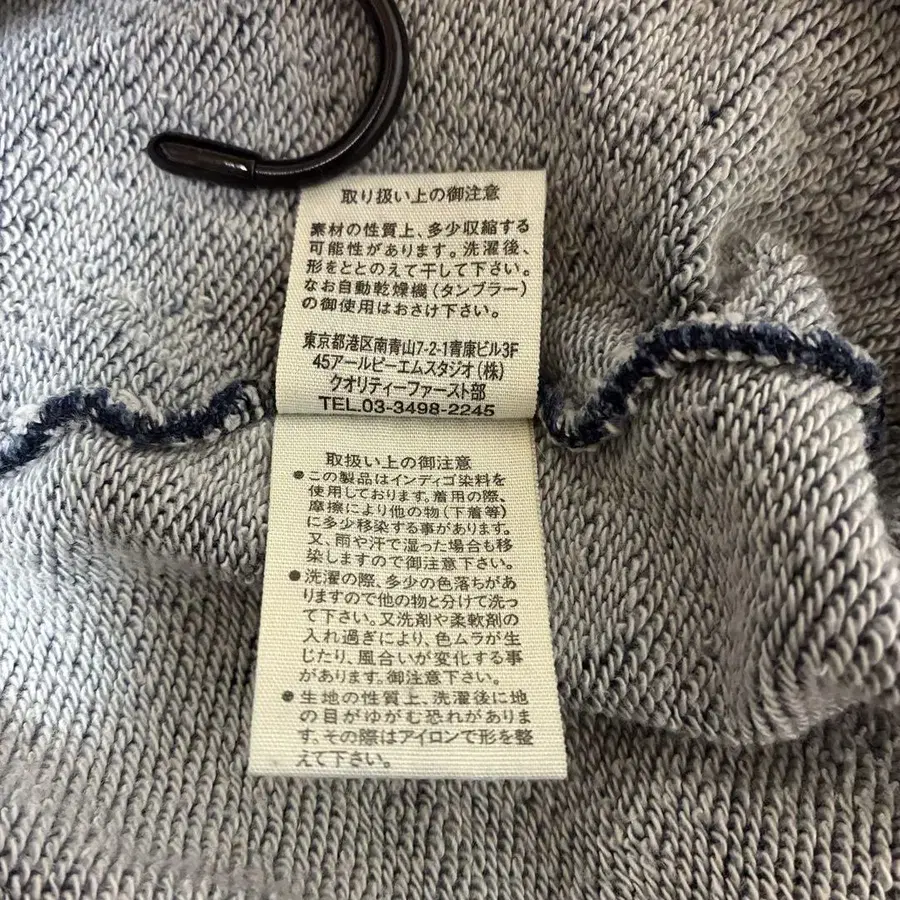 取り扱い上の御注意
素材の性質上、多少収縮する
可能性があります。洗濯後、
形をととのえて干して下さい。
なお自動乾燥機(タンブラー)
の御使用はおさけ下さい。
東京都港区南青山7-2-1青康ビル3F
45アールピーエムスタジオ(株)
クオリティーファースト部
TEL.03-3498-2245
取扱い上の御注意
●この製品はインディゴ染料を
使用しております。着用の際、
摩擦により他の物(下着等)
に多少移染する事があります。
又、雨や汗で湿った場合も移
染しますので御注意下さい。
●洗濯の際、多少の色落ちがあ
りますので他の物と分けて洗っ
て下さい。又洗剤や柔軟剤の
入れ過ぎにより、色ムラが生
じたり、風合いが変化する事
があります。御注意下さい。
●生地の性質上、洗濯後に地
の目がゆがむ恐れがありま
す。その際はアイロンで形を整
えて下さい。